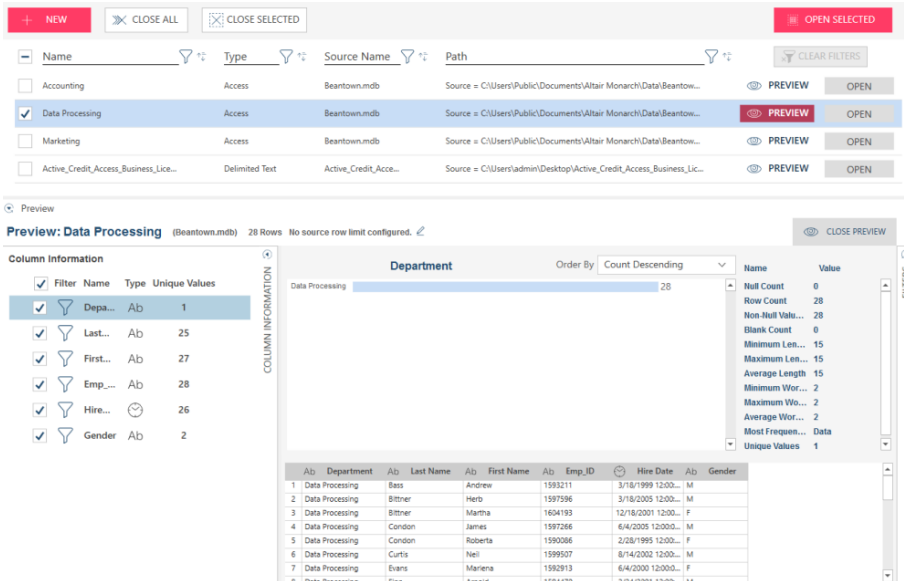 NEW CLOSE ALL CLOSE SELECTED OPEN SELECTED
Name Type Source Name Path CLEAR FILTERS
Accounting Access Beantown.mdb Source = C:\Users\Public\Documents\Altair Monarch\Data\Beantow... PREVIEW OPEN
Data Processing Access Beantown.mdb Source = C:\Users\Public\Documents\Altair Monarch\Data\Beantow... PREVIEW OPEN
Marketing Access Beantown.mdb Source = C:\Users\Public\Documents\Altair Monarch\Data\Beantow... PREVIEW OPEN
Active_Credit_Access_Business_Lice... Delimited Text Active_Credit_Acce... Source = C:\Users\admin\Desktop\Active_Credit_Access_Business_Lic... PREVIEW OPEN
Preview
Preview: Data Processing (Beantown.mdb) 28 Rows No source row limit configured. CLOSE PREVIEW
Column Information
Filter Name Type Unique Values
Depa... Ab 1
Last... Ab 25
First... Ab 27
Emp_... Ab 28
Hire... 26
Gender Ab 2
COLUMN INFORMATION
Department Order By Count Descending
Data Processing 28
Name Value
Null Count 0
Row Count 28
Non-Null Valu... 28
Blank Count 0
Minimum Len... 15
Maximum Len... 15
Average Length 15
Minimum Wor... 2
Maximum Wo... 2
Average Wor... 2
Most Frequen... Data
Unique Values 1
Ab Department Ab Last Name Ab First Name Ab Emp_ID Hire Date Ab Gender
1 Data Processing Bass Andrew 1593211 3/18/1999 12:00:... M
2 Data Processing Bittner Herb 1597596 3/18/2005 12:00:... M
3 Data Processing Bittner Martha 1604193 12/18/2001 12:00... F
4 Data Processing Condon James 1597266 6/4/2005 12:00:0... M
5 Data Processing Condon Roberta 1590086 2/28/1995 12:00:... F
6 Data Processing Curtis Neil 1599507 8/14/2002 12:00:... M
7 Data Processing Evans Marlena 1592913 6/4/2000 12:00:0... F